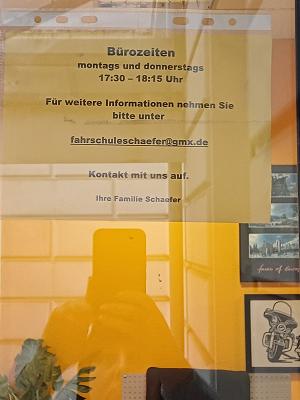 Bürozeiten
montags und donnerstags
17:30 – 18:15 Uhr
Für weitere Informationen nehmen Sie
bitte unter
fahrschuleschaefer@gmx.de
Kontakt mit uns auf.
Ihre Familie Schaefer